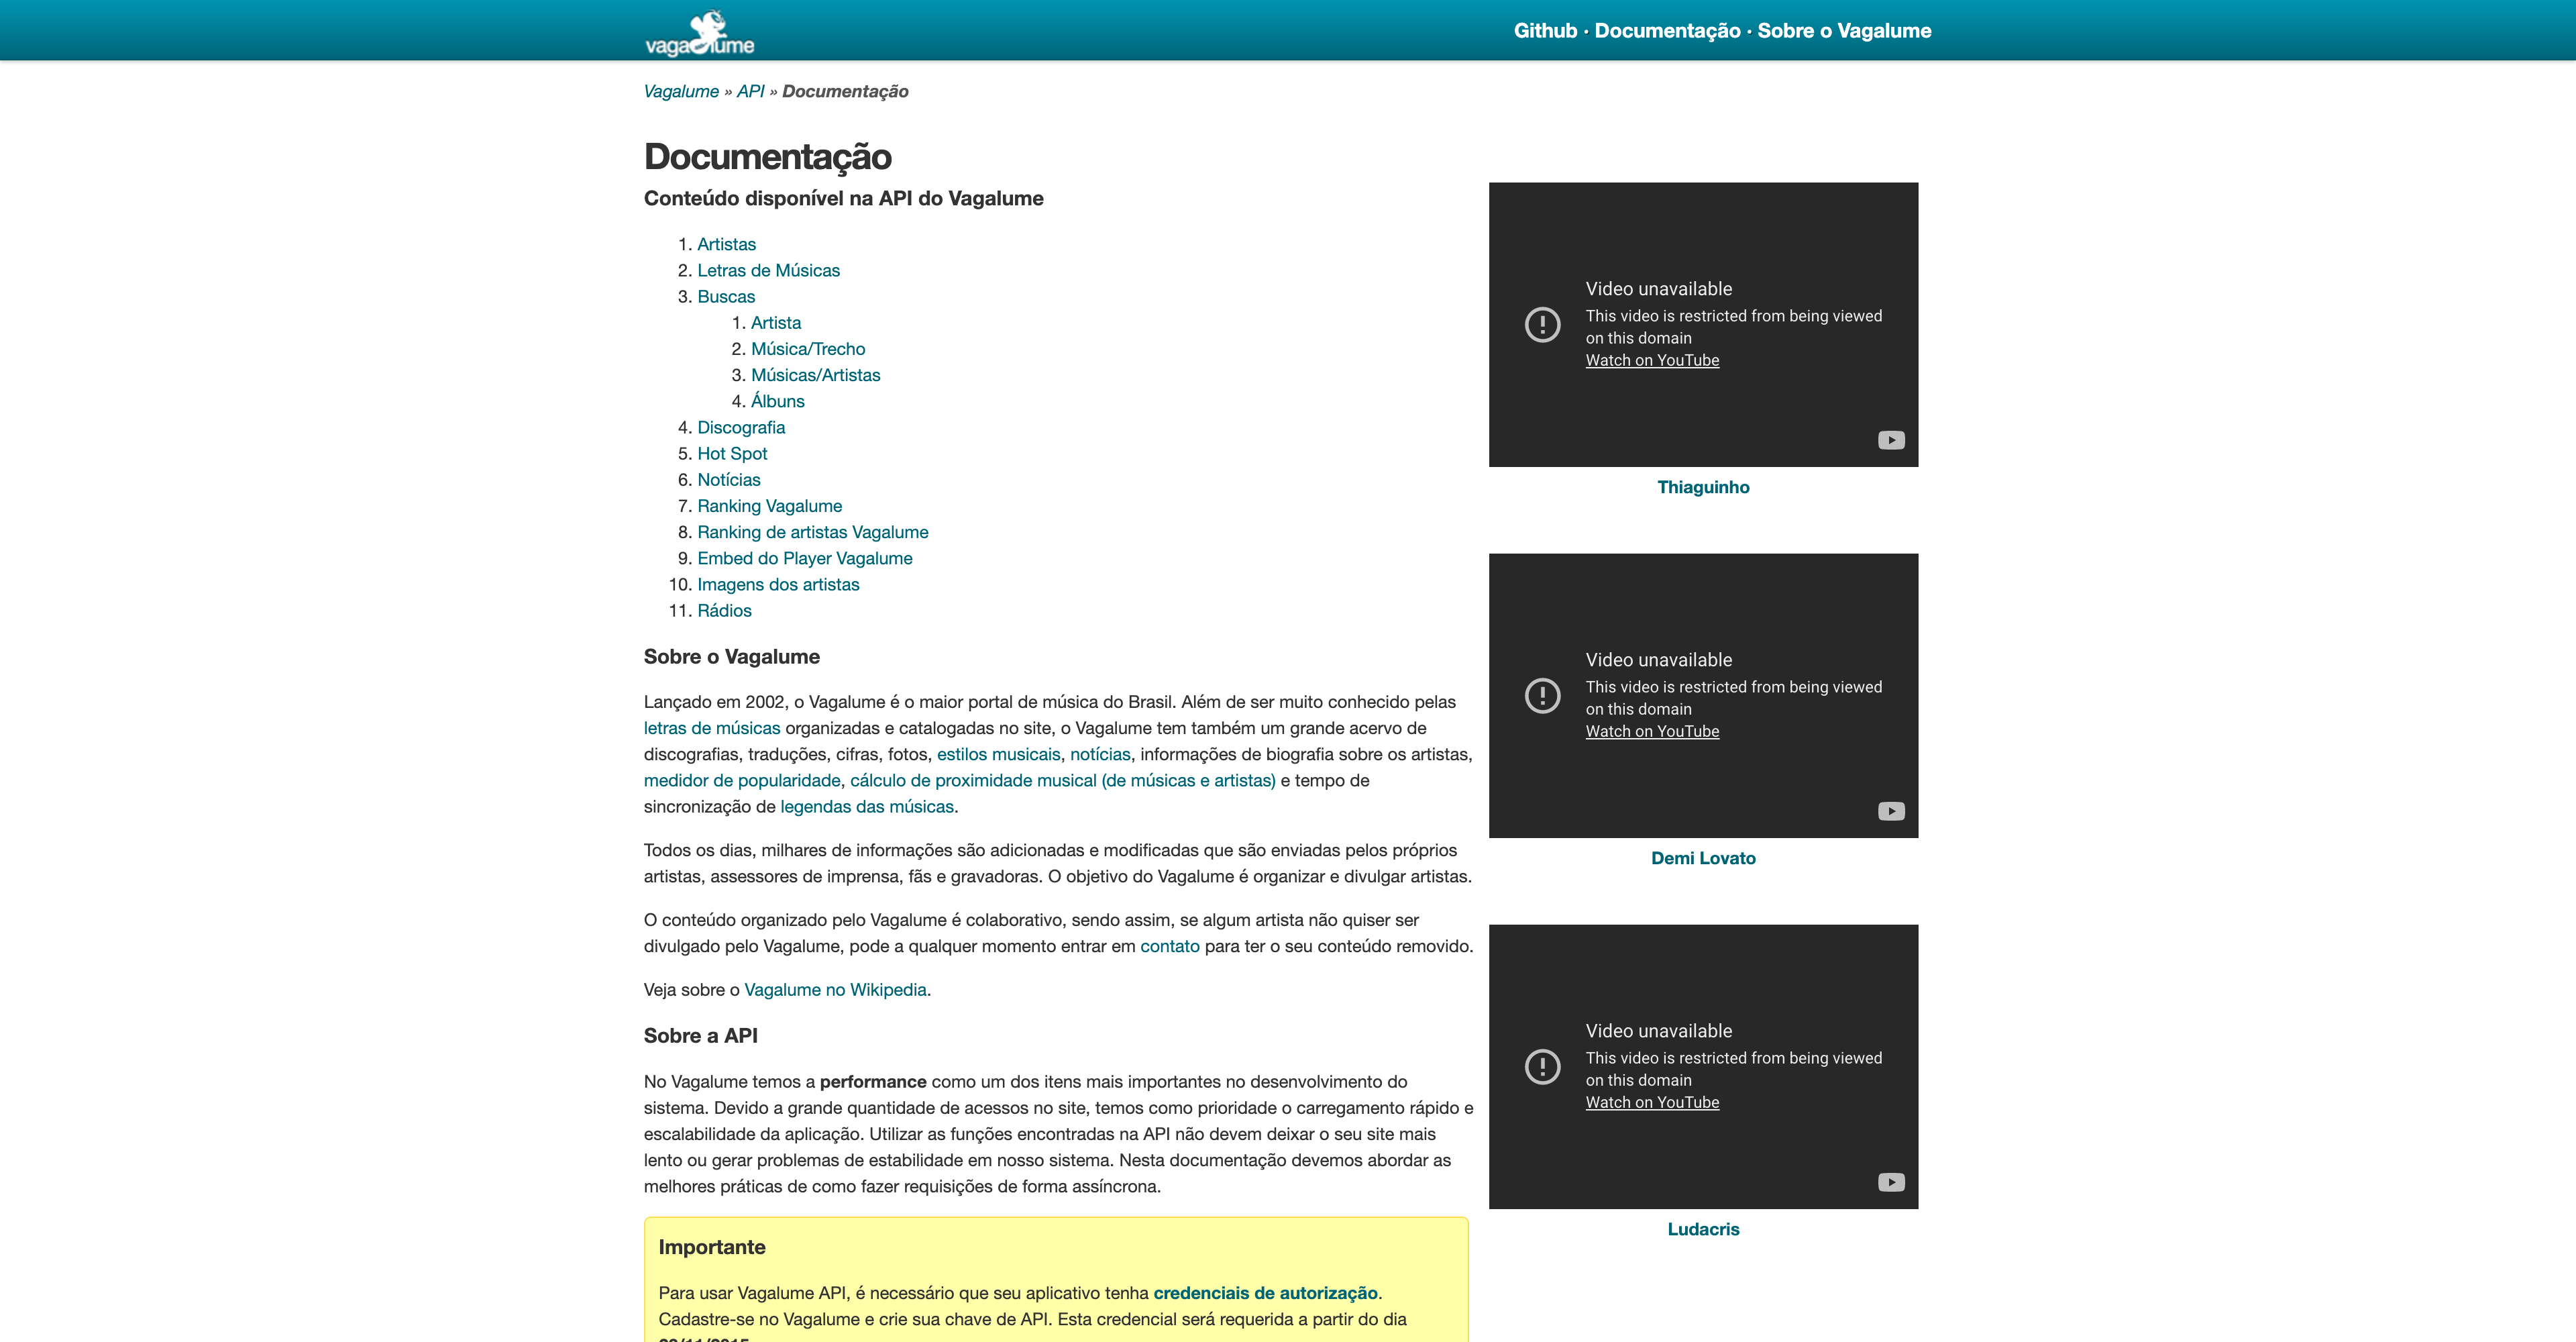 vagalume
Github · Documentação · Sobre o Vagalume
Vagalume » API » Documentação
Documentação
Conteúdo disponível na API do Vagalume
1. Artistas
2. Letras de Músicas
3. Buscas
1. Artista
2. Música/Trecho
3. Músicas/Artistas
4. Álbuns
4. Discografia
5. Hot Spot
6. Notícias
7. Ranking Vagalume
8. Ranking de artistas Vagalume
9. Embed do Player Vagalume
10. Imagens dos artistas
11. Rádios
Sobre o Vagalume
Lançado em 2002, o Vagalume é o maior portal de música do Brasil. Além de ser muito conhecido pelas
letras de músicas organizadas e catalogadas no site, o Vagalume tem também um grande acervo de
discografias, traduções, cifras, fotos, estilos musicais, notícias, informações de biografia sobre os artistas,
medidor de popularidade, cálculo de proximidade musical (de músicas e artistas) e tempo de
sincronização de legendas das músicas.
Todos os dias, milhares de informações são adicionadas e modificadas que são enviadas pelos próprios
artistas, assessores de imprensa, fãs e gravadoras. O objetivo do Vagalume é organizar e divulgar artistas.
O conteúdo organizado pelo Vagalume é colaborativo, sendo assim, se algum artista não quiser ser
divulgado pelo Vagalume, pode a qualquer momento entrar em contato para ter o seu conteúdo removido.
Veja sobre o Vagalume no Wikipedia.
Sobre a API
No Vagalume temos a performance como um dos itens mais importantes no desenvolvimento do
sistema. Devido a grande quantidade de acessos no site, temos como prioridade o carregamento rápido e
escalabilidade da aplicação. Utilizar as funções encontradas na API não devem deixar o seu site mais
lento ou gerar problemas de estabilidade em nosso sistema. Nesta documentação devemos abordar as
melhores práticas de como fazer requisições de forma assíncrona.
Importante
Para usar Vagalume API, é necessário que seu aplicativo tenha credenciais de autorização.
Cadastre-se no Vagalume e crie sua chave de API. Esta credencial será requerida a partir do dia
Video unavailable
This video is restricted from being viewed
on this domain
Watch on YouTube
Thiaguinho
Video unavailable
This video is restricted from being viewed
on this domain
Watch on YouTube
Demi Lovato
Video unavailable
This video is restricted from being viewed
on this domain
Watch on YouTube
Ludacris